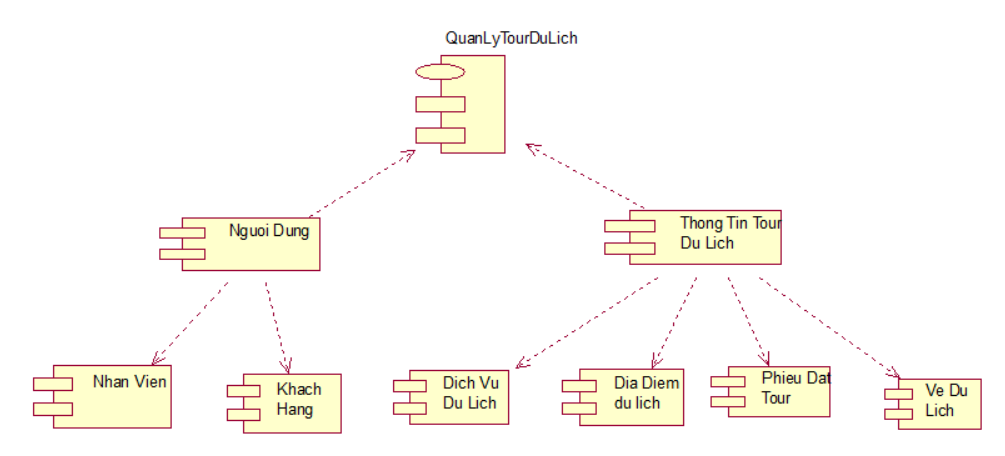 QuanLyTourDuLich
Nguoi Dung
Thong Tin Tour
Du Lich
Nhan Vien
Khach
Hang
Dich Vu
Du Lich
Dia Diem
du lich
Phieu Dat
Tour
Ve Du
Lich